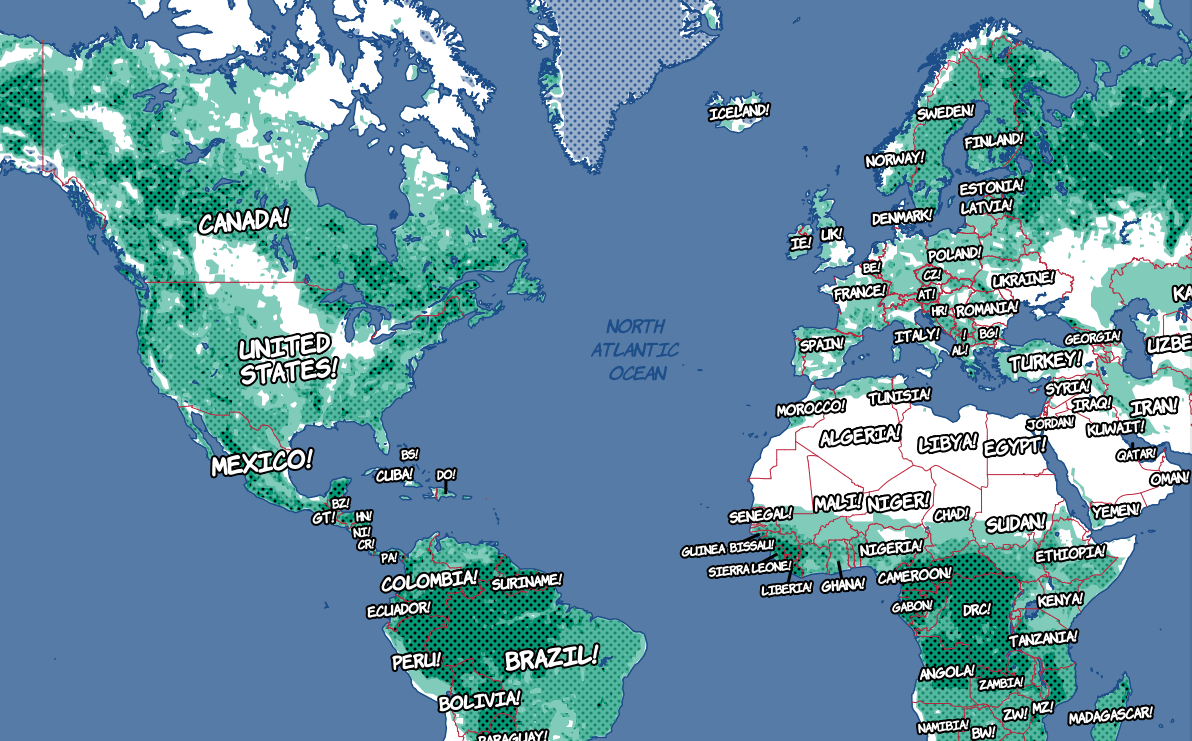 ICELAND!
SWEDEN!
FINLAND!
NORWAY!
ESTONIA!
LATVIA!
DENMARK!
CANADA!
IE!
UK!
POLAND!
BE!
CZ!
UKRAINE!
FRANCE!
AT!
KA
HR!
ROMANIA!
NORTH
ATLANTIC
OCEAN
UNITED
STATES!
SPAIN!
ITALY!
!
BG!
AL!
GEORGIA!
UZBE
TURKEY!
SYRIA!
TUNISIA!
MOROCCO!
IRAQ!
IRAN!
JORDAN!
KUWAIT!
ALGERIA!
LIBYA!
EGYPT!
QATAR!
OMAN!
MEXICO!
BS!
CUBA!
DO!
BZ!
GT!
HN!
NI!
CR!
PA!
MALI!
NIGER!
CHAD!
SUDAN!
YEMEN!
SENEGAL!
GUINEA BISSAU!
SIERRA LEONE!
LIBERIA!
GHANA!
NIGERIA!
ETHIOPIA!
CAMEROON!
COLOMBIA!
SURINAME!
ECUADOR!
GABON!
DRC!
KENYA!
TANZANIA!
PERU!
BRAZIL!
ANGOLA!
ZAMBIA!
BOLIVIA!
ZW!
MZ!
MADAGASCAR!
NAMIBIA!
BW!
PARAGUAY!